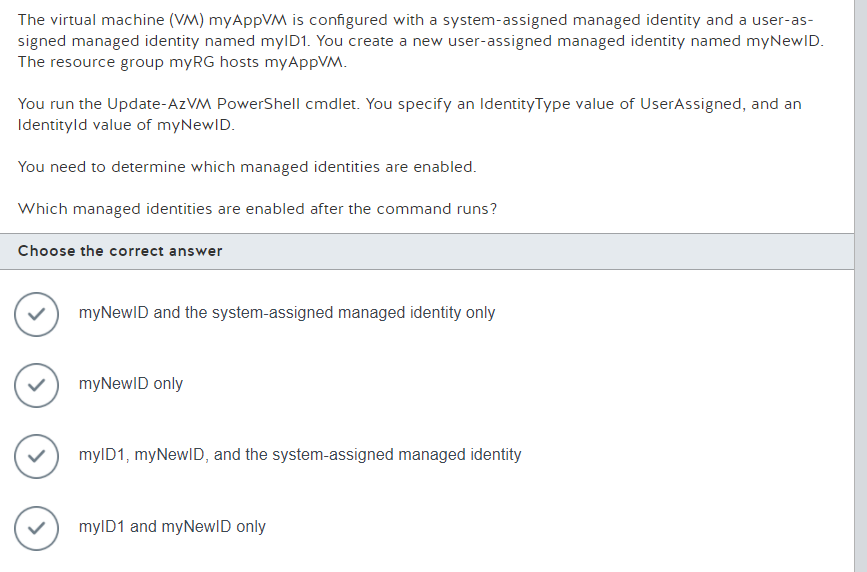 The virtual machine (VM) myAppVM is configured with a system-assigned managed identity and a user-as-
signed managed identity named myID1. You create a new user-assigned managed identity named myNewID.
The resource group myRG hosts myAppVM.
You run the Update-AzVM PowerShell cmdlet. You specify an IdentityType value of UserAssigned, and an
IdentityId value of myNewID.
You need to determine which managed identities are enabled.
Which managed identities are enabled after the command runs?
Choose the correct answer
myNewID and the system-assigned managed identity only
myNewID only
myID1, myNewID, and the system-assigned managed identity
myID1 and myNewID only